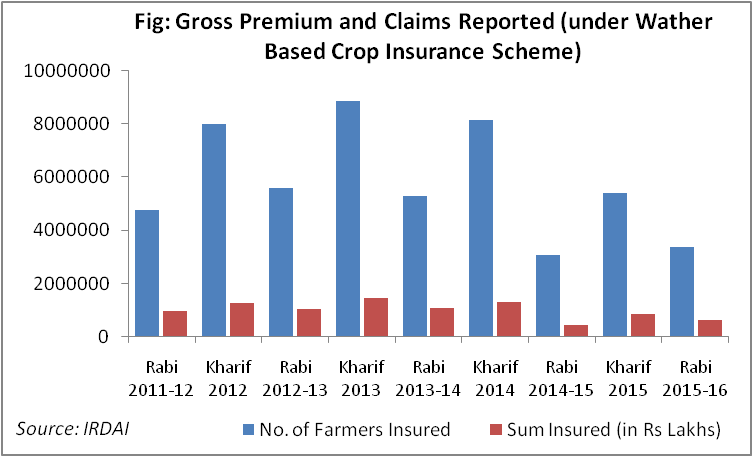 Fig: Gross Premium and Claims Reported (under Wather
Based Crop Insurance Scheme)
10000000
8000000
6000000
4000000
2000000
0
Rabi Kharif Rabi Kharif Rabi Kharif Rabi Kharif Rabi
2011-12 2012 2012-13 2013 2013-14 2014 2014-15 2015 2015-16
Source: IRDAI No. of Farmers Insured Sum Insured (in Rs Lakhs)